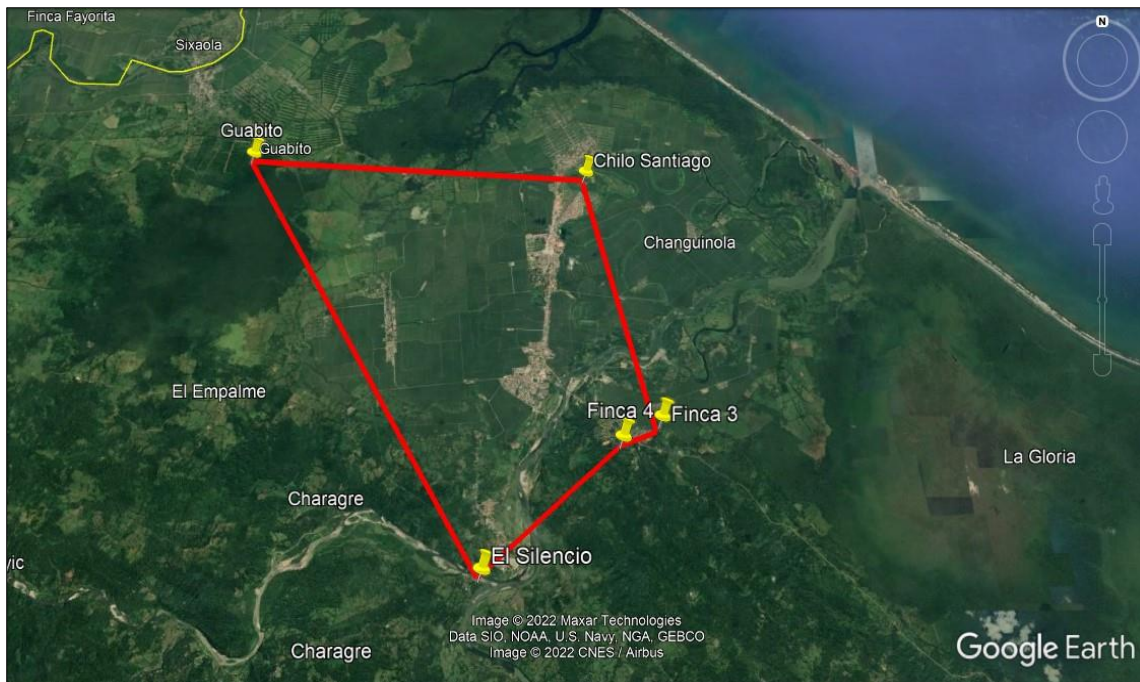 Finca Fayorita
Sixaola
N
Guabito
Guabito
Chilo Santiago
Changuinola
El Empalme
Finca 4
Finca 3
La Gloria
Charagre
El Silencio
yic
Image © 2022 Maxar Technologies
Data SIO, NOAA, U.S. Navy, NGA, GEBCO
Image © 2022 CNES / Airbus
Charagre
Google Earth